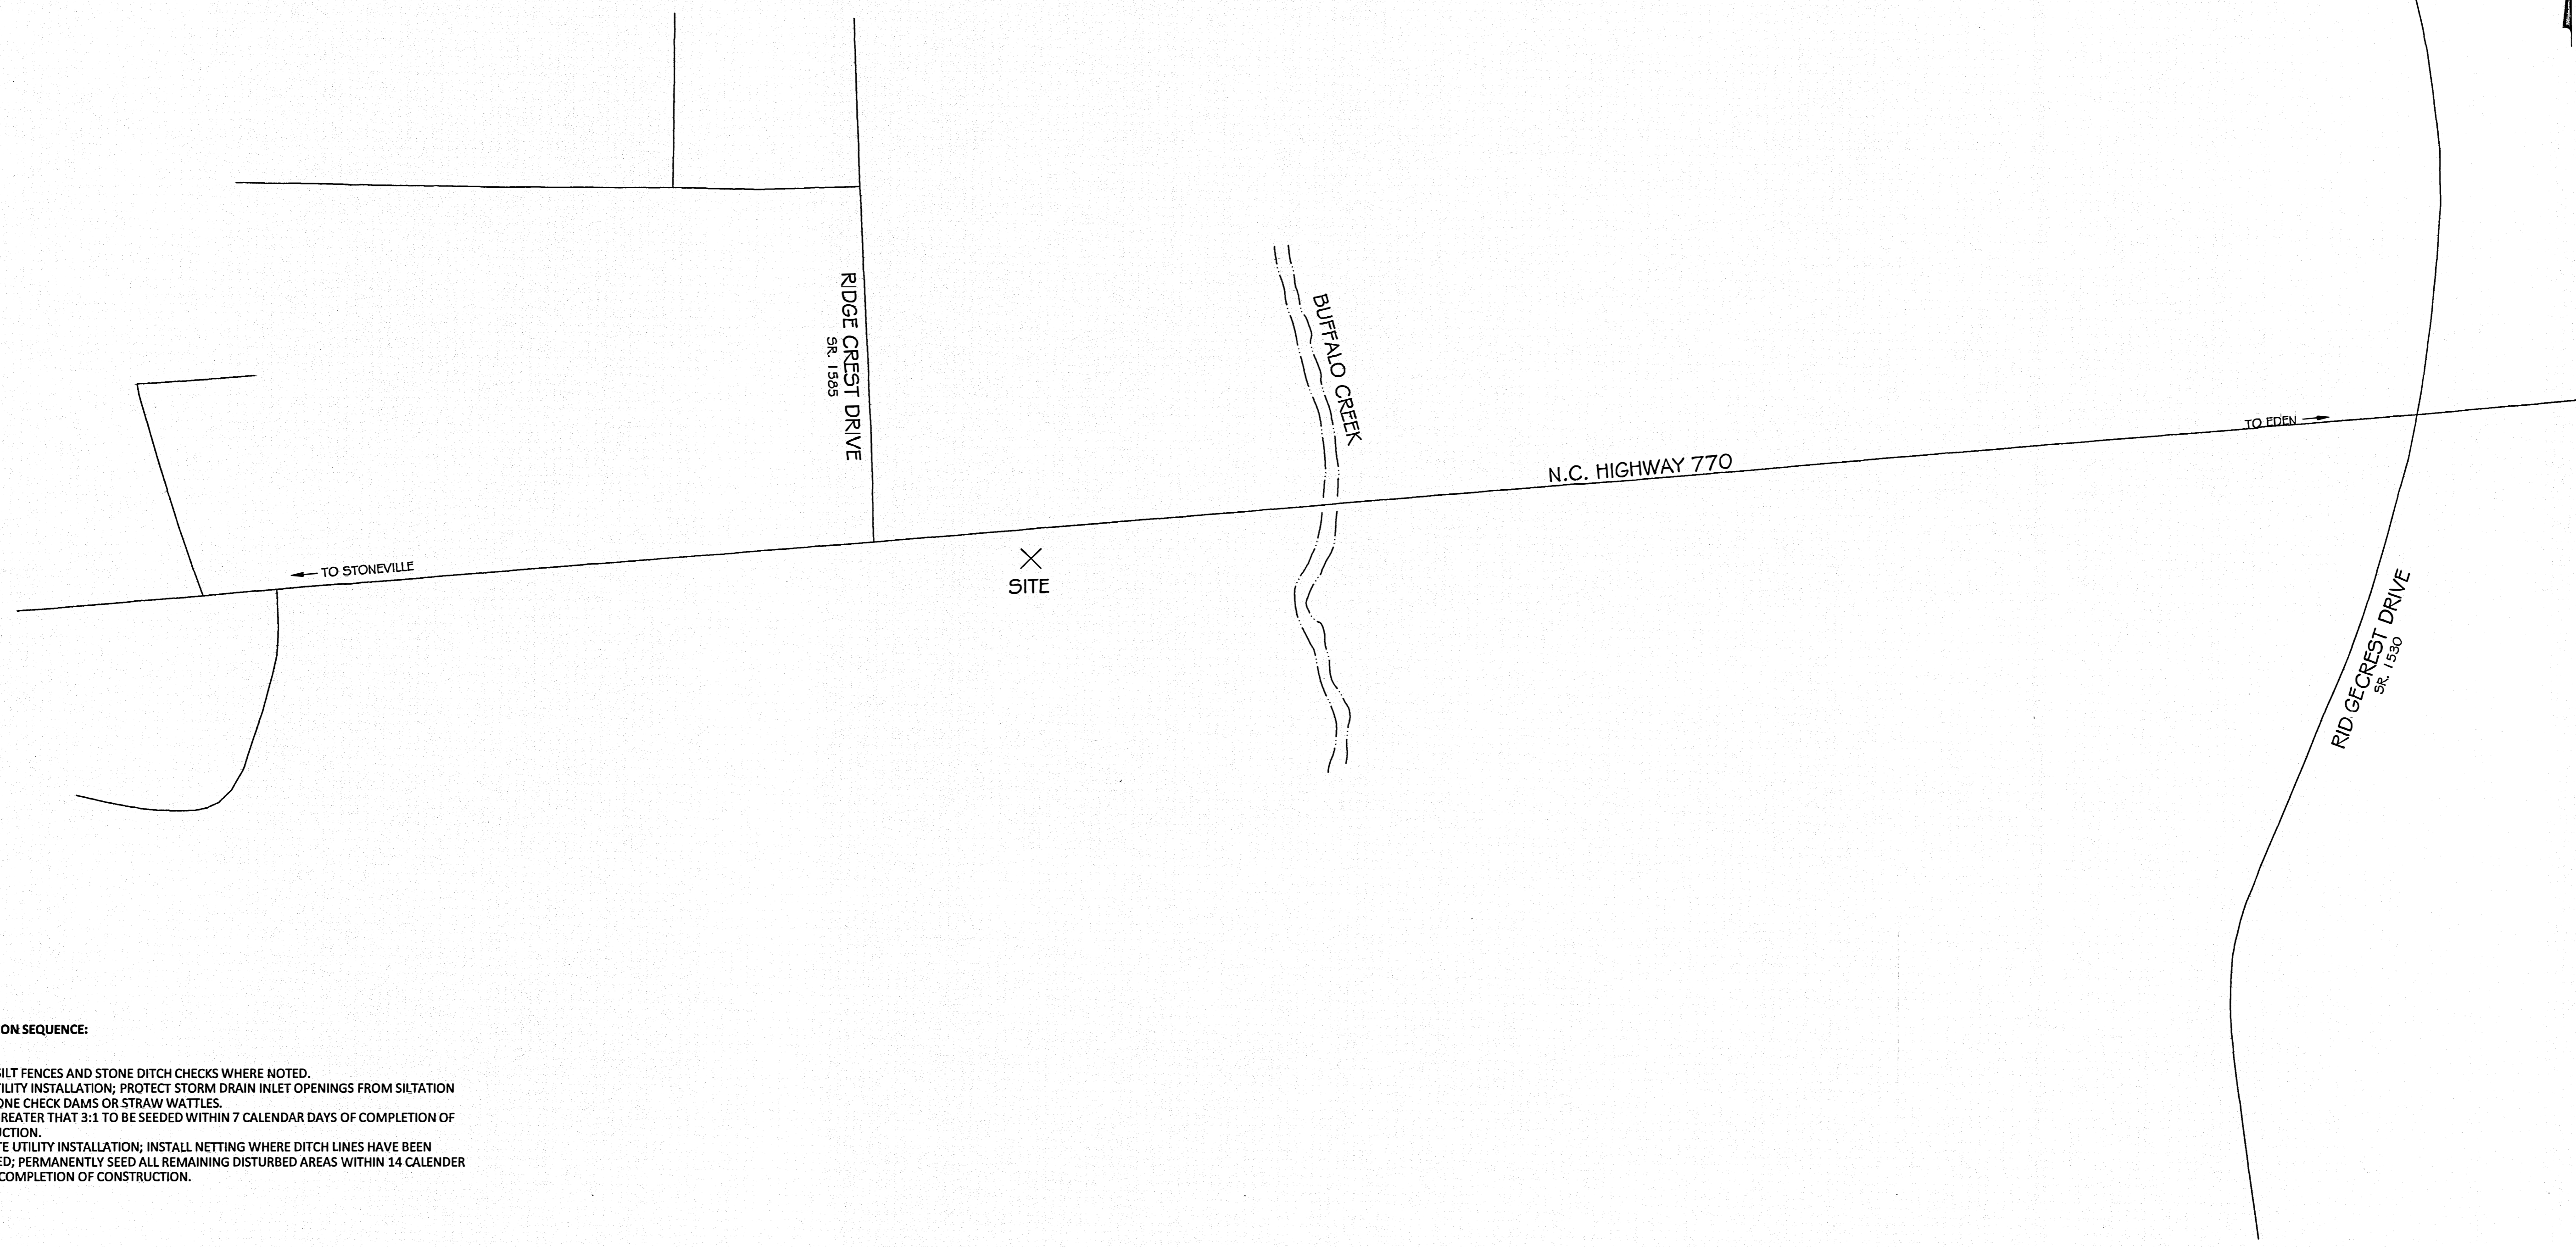 RIDGE CREST DRIVE
SR. 1585
BUFFALO CREEK
TO EDEN
N.C. HIGHWAY 770
TO STONEVILLE
SITE
RIDGECREST DRIVE
SR. 1530
ON SEQUENCE:
SILT FENCES AND STONE DITCH CHECKS WHERE NOTED.
TILITY INSTALLATION; PROTECT STORM DRAIN INLET OPENINGS FROM SILTATION
ONE CHECK DAMS OR STRAW WATTLES.
REATER THAT 3:1 TO BE SEEDED WITHIN 7 CALENDAR DAYS OF COMPLETION OF
UCTION.
TE UTILITY INSTALLATION; INSTALL NETTING WHERE DITCH LINES HAVE BEEN
ED; PERMANENTLY SEED ALL REMAINING DISTURBED AREAS WITHIN 14 CALENDER
COMPLETION OF CONSTRUCTION.